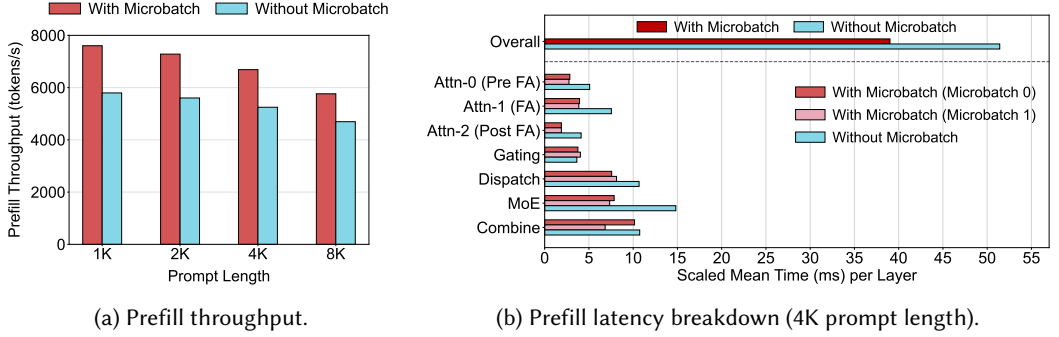 With Microbatch
Without Microbatch
Prefill Throughput (tokens/s)
8000
6000
4000
2000
0
1K
2K
4K
8K
Prompt Length
(a) Prefill throughput.
With Microbatch
Without Microbatch
Overall
Attn-0 (Pre FA)
Attn-1 (FA)
Attn-2 (Post FA)
Gating
Dispatch
MoE
Combine
With Microbatch (Microbatch 0)
With Microbatch (Microbatch 1)
Without Microbatch
0 5 10 15 20 25 30 35 40 45 50 55
Scaled Mean Time (ms) per Layer
(b) Prefill latency breakdown (4K prompt length).